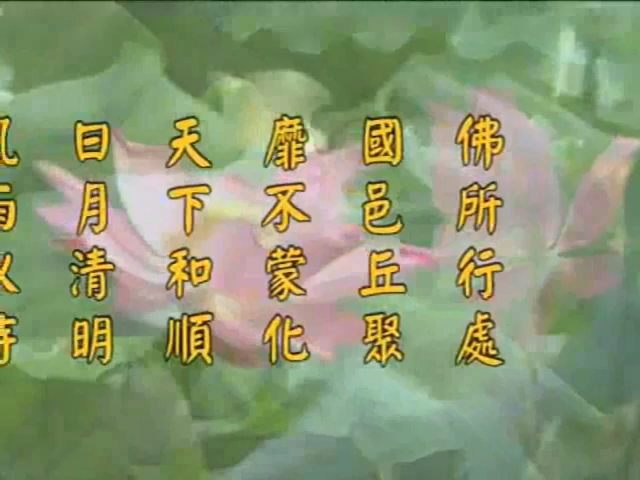 佛所行處
國邑丘聚
靡不蒙化
天下和順
日月清明